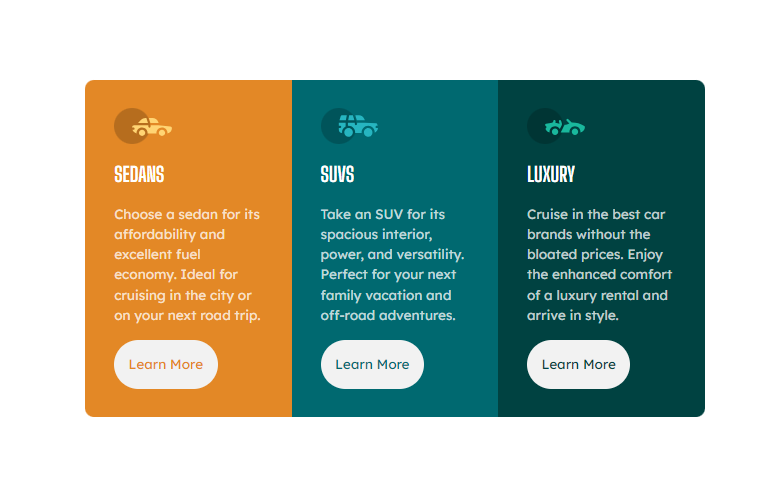 SEDANS
Choose a sedan for its
affordability and
excellent fuel
economy. Ideal for
cruising in the city or
on your next road trip.
Learn More
SUVS
Take an SUV for its
spacious interior,
power, and versatility.
Perfect for your next
family vacation and
off-road adventures.
Learn More
LUXURY
Cruise in the best car
brands without the
bloated prices. Enjoy
the enhanced comfort
of a luxury rental and
arrive in style.
Learn More